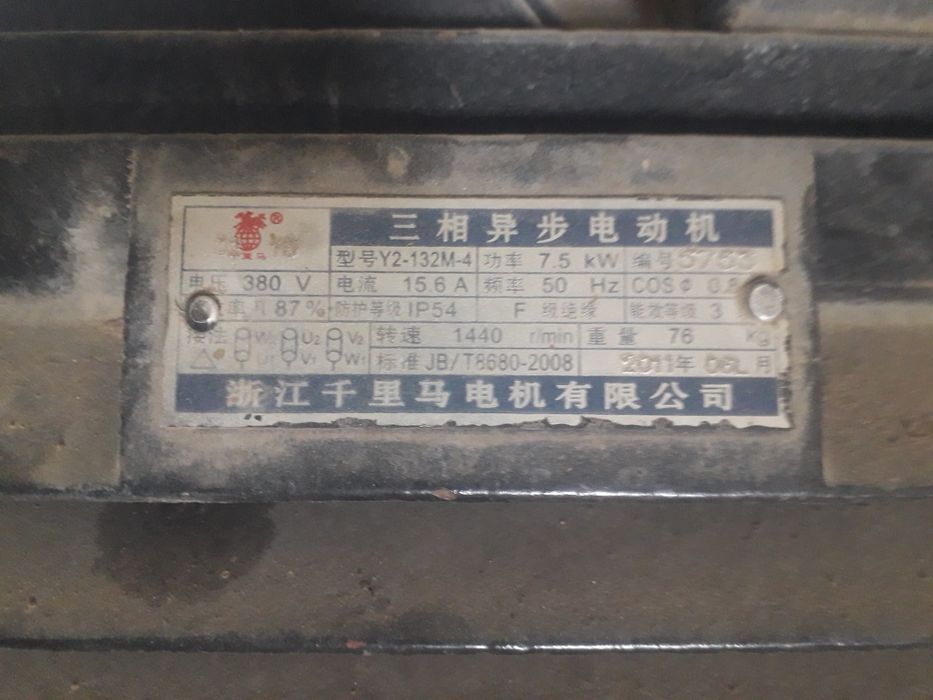 ®
千里马
三相异步电动机
型号 Y2-132M-4 功率 7.5 kW 编号
电压 380 V 电流 15.6 A 频率 50 Hz COSΦ
率 87% 防护等级 IP54 F 级绝缘 能效等级 3
接法 转速 1440 r/min 重量 76 kg
W2 U2 V2
U1 V1 W1
标准 JB/T8680-2008 2011年 月
浙江千里马电机有限公司